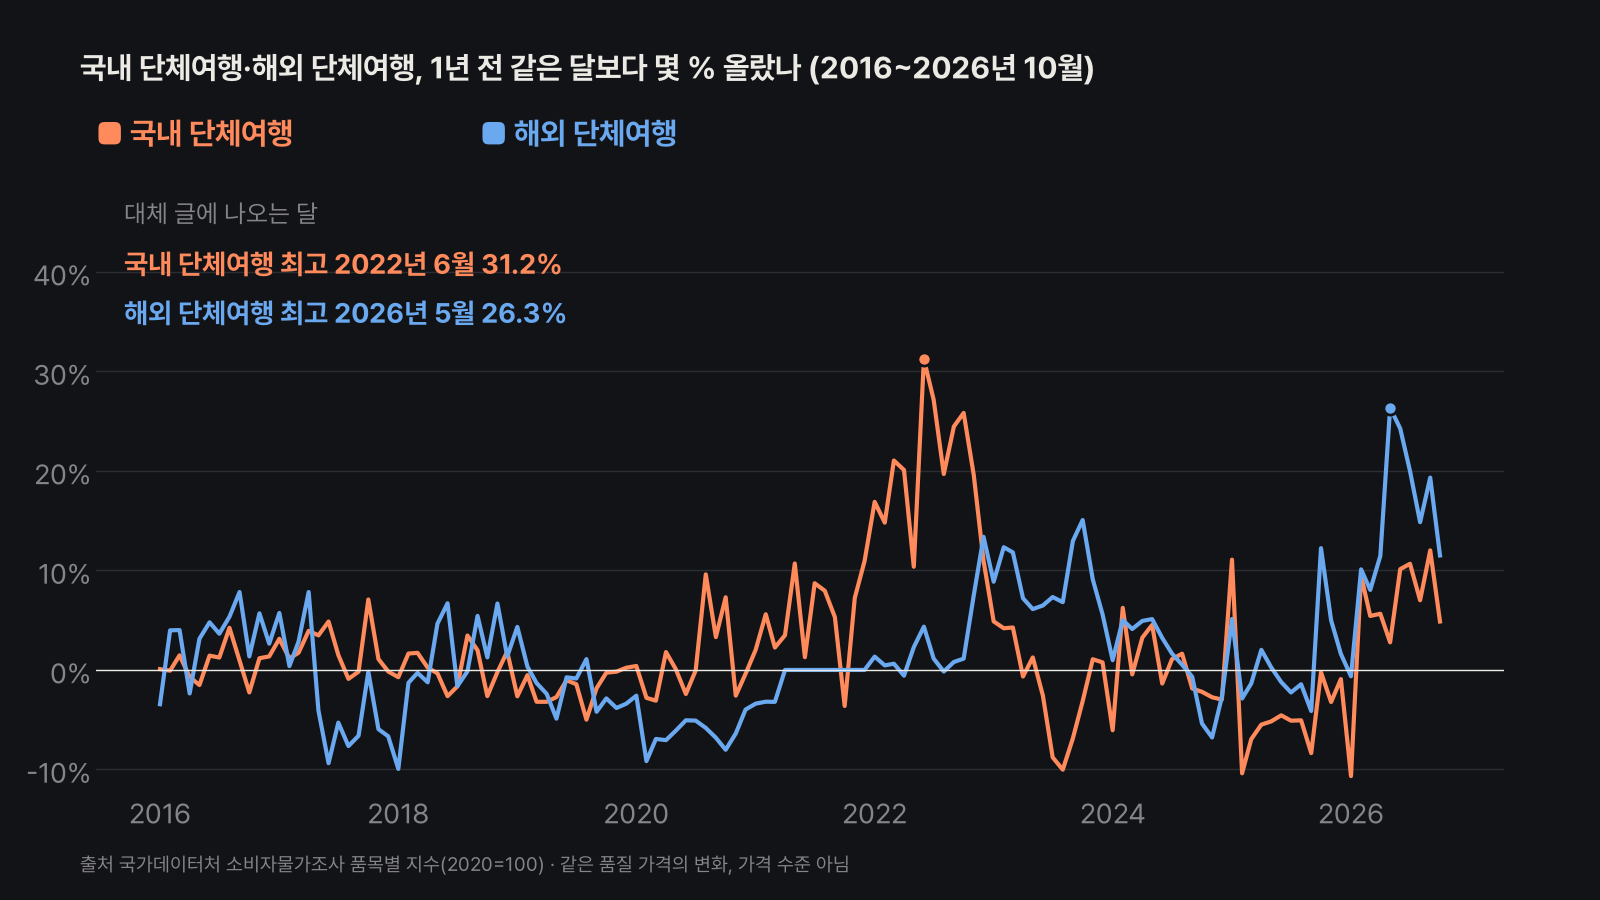 국내 단체여행·해외 단체여행, 1년 전 같은 달보다 몇 % 올랐나 (2016~2026년 10월)
국내 단체여행
해외 단체여행
대체 글에 나오는 달
국내 단체여행 최고 2022년 6월 31.2%
해외 단체여행 최고 2026년 5월 26.3%
40%
30%
20%
10%
0%
-10%
2016 2018 2020 2022 2024 2026
출처 국가데이터처 소비자물가조사 품목별 지수(2020=100) · 같은 품질 가격의 변화, 가격 수준 아님